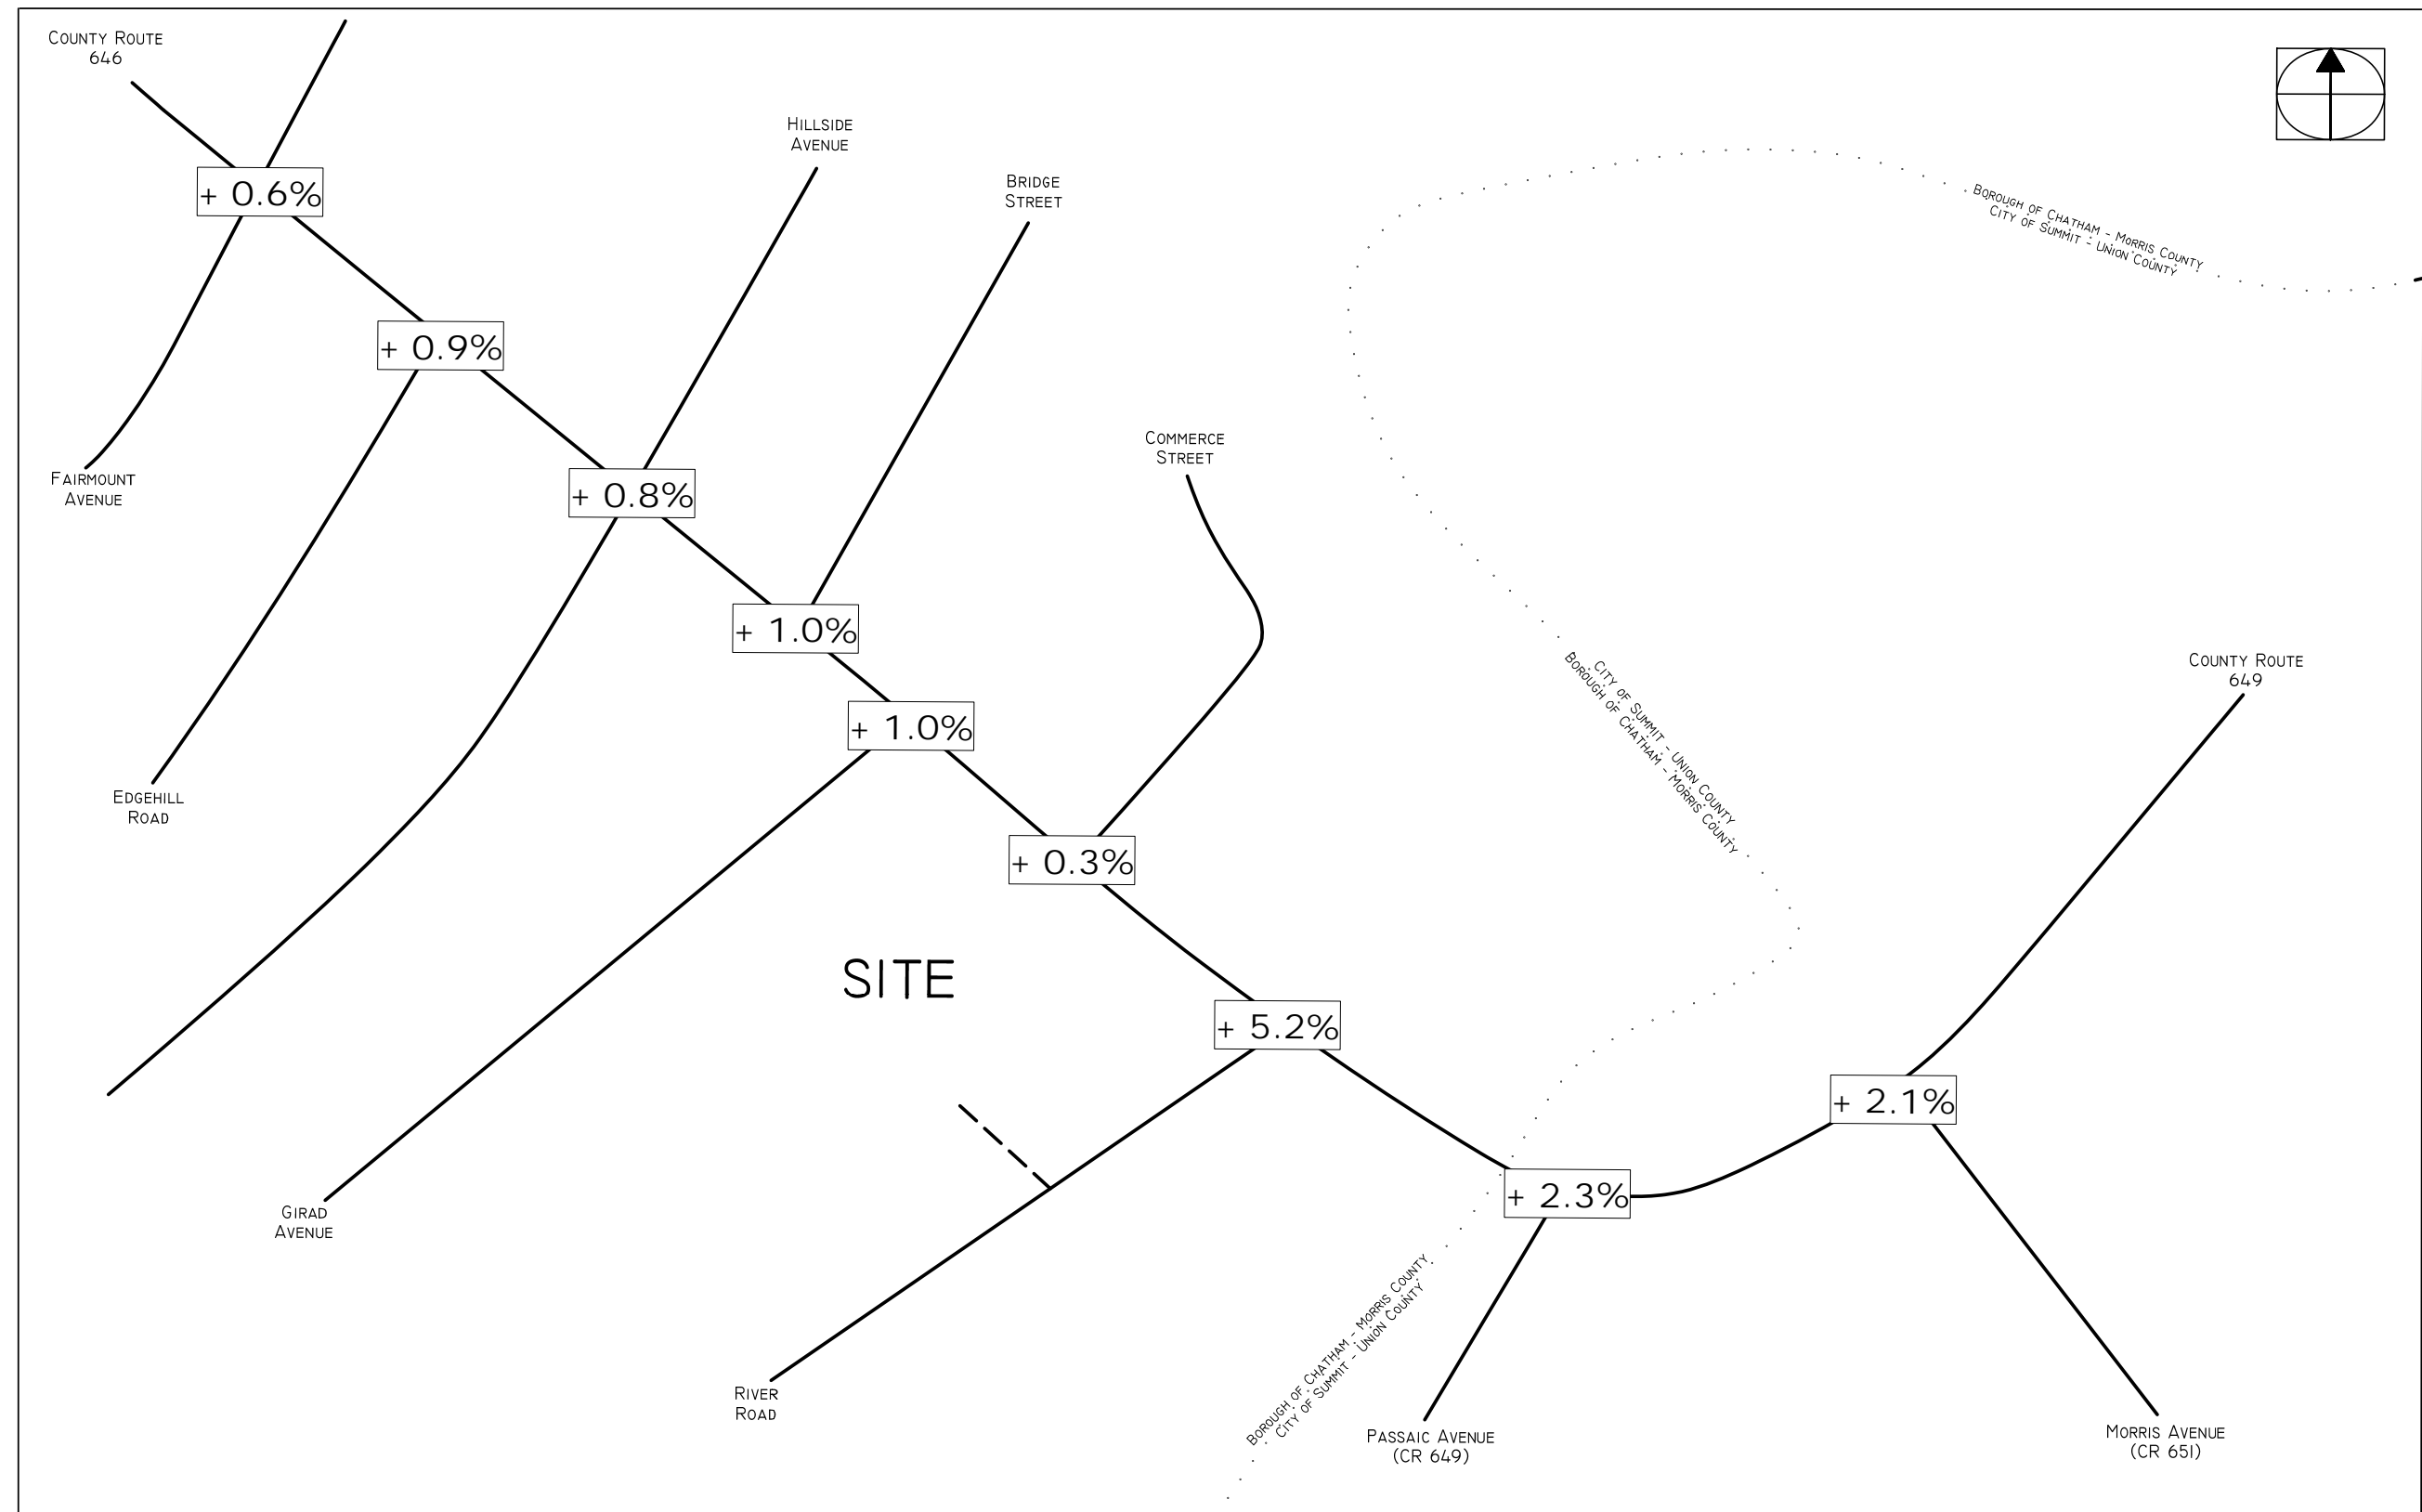 County Route
646
Hillside
Avenue
Bridge
Street
Borough of Chatham - Morris County
City of Summit - Union County
+ 0.6%
+ 0.9%
Commerce
Street
Fairmount
Avenue
+ 0.8%
+ 1.0%
City of Summit - Union County
Borough of Chatham - Morris County
County Route
649
+ 1.0%
Edgehill
Road
+ 0.3%
SITE
+ 5.2%
+ 2.1%
+ 2.3%
Girad
Avenue
Borough of Chatham - Morris County
City of Summit - Union County
River
Road
Passaic Avenue
(CR 649)
Morris Avenue
(CR 651)